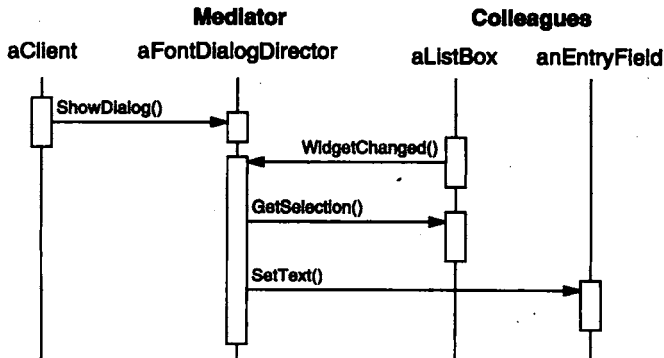 Mediator
Colleagues
aClient
aFontDialogDirector
aListBox
anEntryField
ShowDialog()
WidgetChanged()
GetSelection()
SetText()